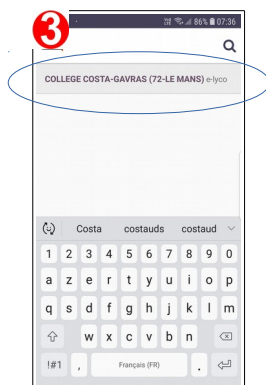 3
86% 07:36
COLLEGE COSTA-GAVRAS (72-LE MANS) e-lyco
Costa costauds costaud
1 2 3 4 5 6 7 8 9 0
a z e r t y u i o p
q s d f g h j k l m
w x c v b n
!#1 , Français (FR) .